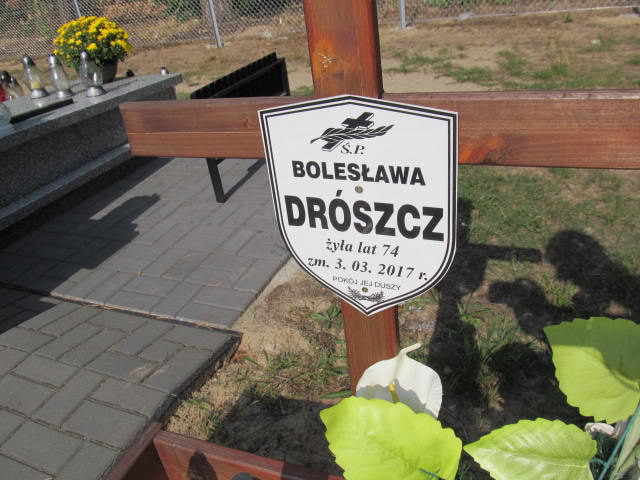 Ś.P.
BOLESŁAWA
DRÓSZCZ
żyła lat 74
zm. 3. 03. 2017 r.
POKÓJ JEJ DUSZY